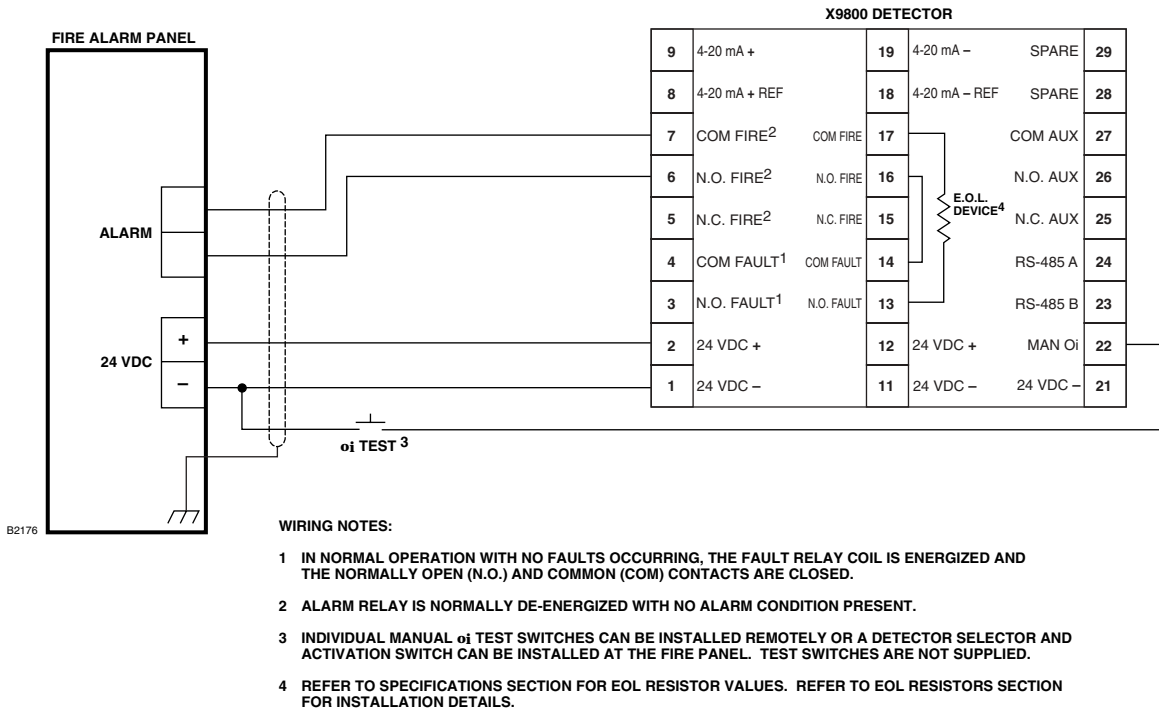 X9800 DETECTOR
FIRE ALARM PANEL
9 4-20 mA + 19 4-20 mA – SPARE 29
8 4-20 mA + REF 18 4-20 mA – REF SPARE 28
7 COM FIRE2 COM FIRE 17 COM AUX 27
6 N.O. FIRE2 N.O. FIRE 16 N.O. AUX 26
E.O.L.
DEVICE4
5 N.C. FIRE2 N.C. FIRE 15 N.C. AUX 25
ALARM
4 COM FAULT1 COM FAULT 14 RS-485 A 24
3 N.O. FAULT1 N.O. FAULT 13 RS-485 B 23
+
2 24 VDC + 12 24 VDC + MAN Oi 22
24 VDC
–
1 24 VDC – 11 24 VDC – 24 VDC – 21
oi TEST 3
B2176
WIRING NOTES:
1 IN NORMAL OPERATION WITH NO FAULTS OCCURRING, THE FAULT RELAY COIL IS ENERGIZED AND
THE NORMALLY OPEN (N.O.) AND COMMON (COM) CONTACTS ARE CLOSED.
2 ALARM RELAY IS NORMALLY DE-ENERGIZED WITH NO ALARM CONDITION PRESENT.
3 INDIVIDUAL MANUAL oi TEST SWITCHES CAN BE INSTALLED REMOTELY OR A DETECTOR SELECTOR AND
ACTIVATION SWITCH CAN BE INSTALLED AT THE FIRE PANEL. TEST SWITCHES ARE NOT SUPPLIED.
4 REFER TO SPECIFICATIONS SECTION FOR EOL RESISTOR VALUES. REFER TO EOL RESISTORS SECTION
FOR INSTALLATION DETAILS.